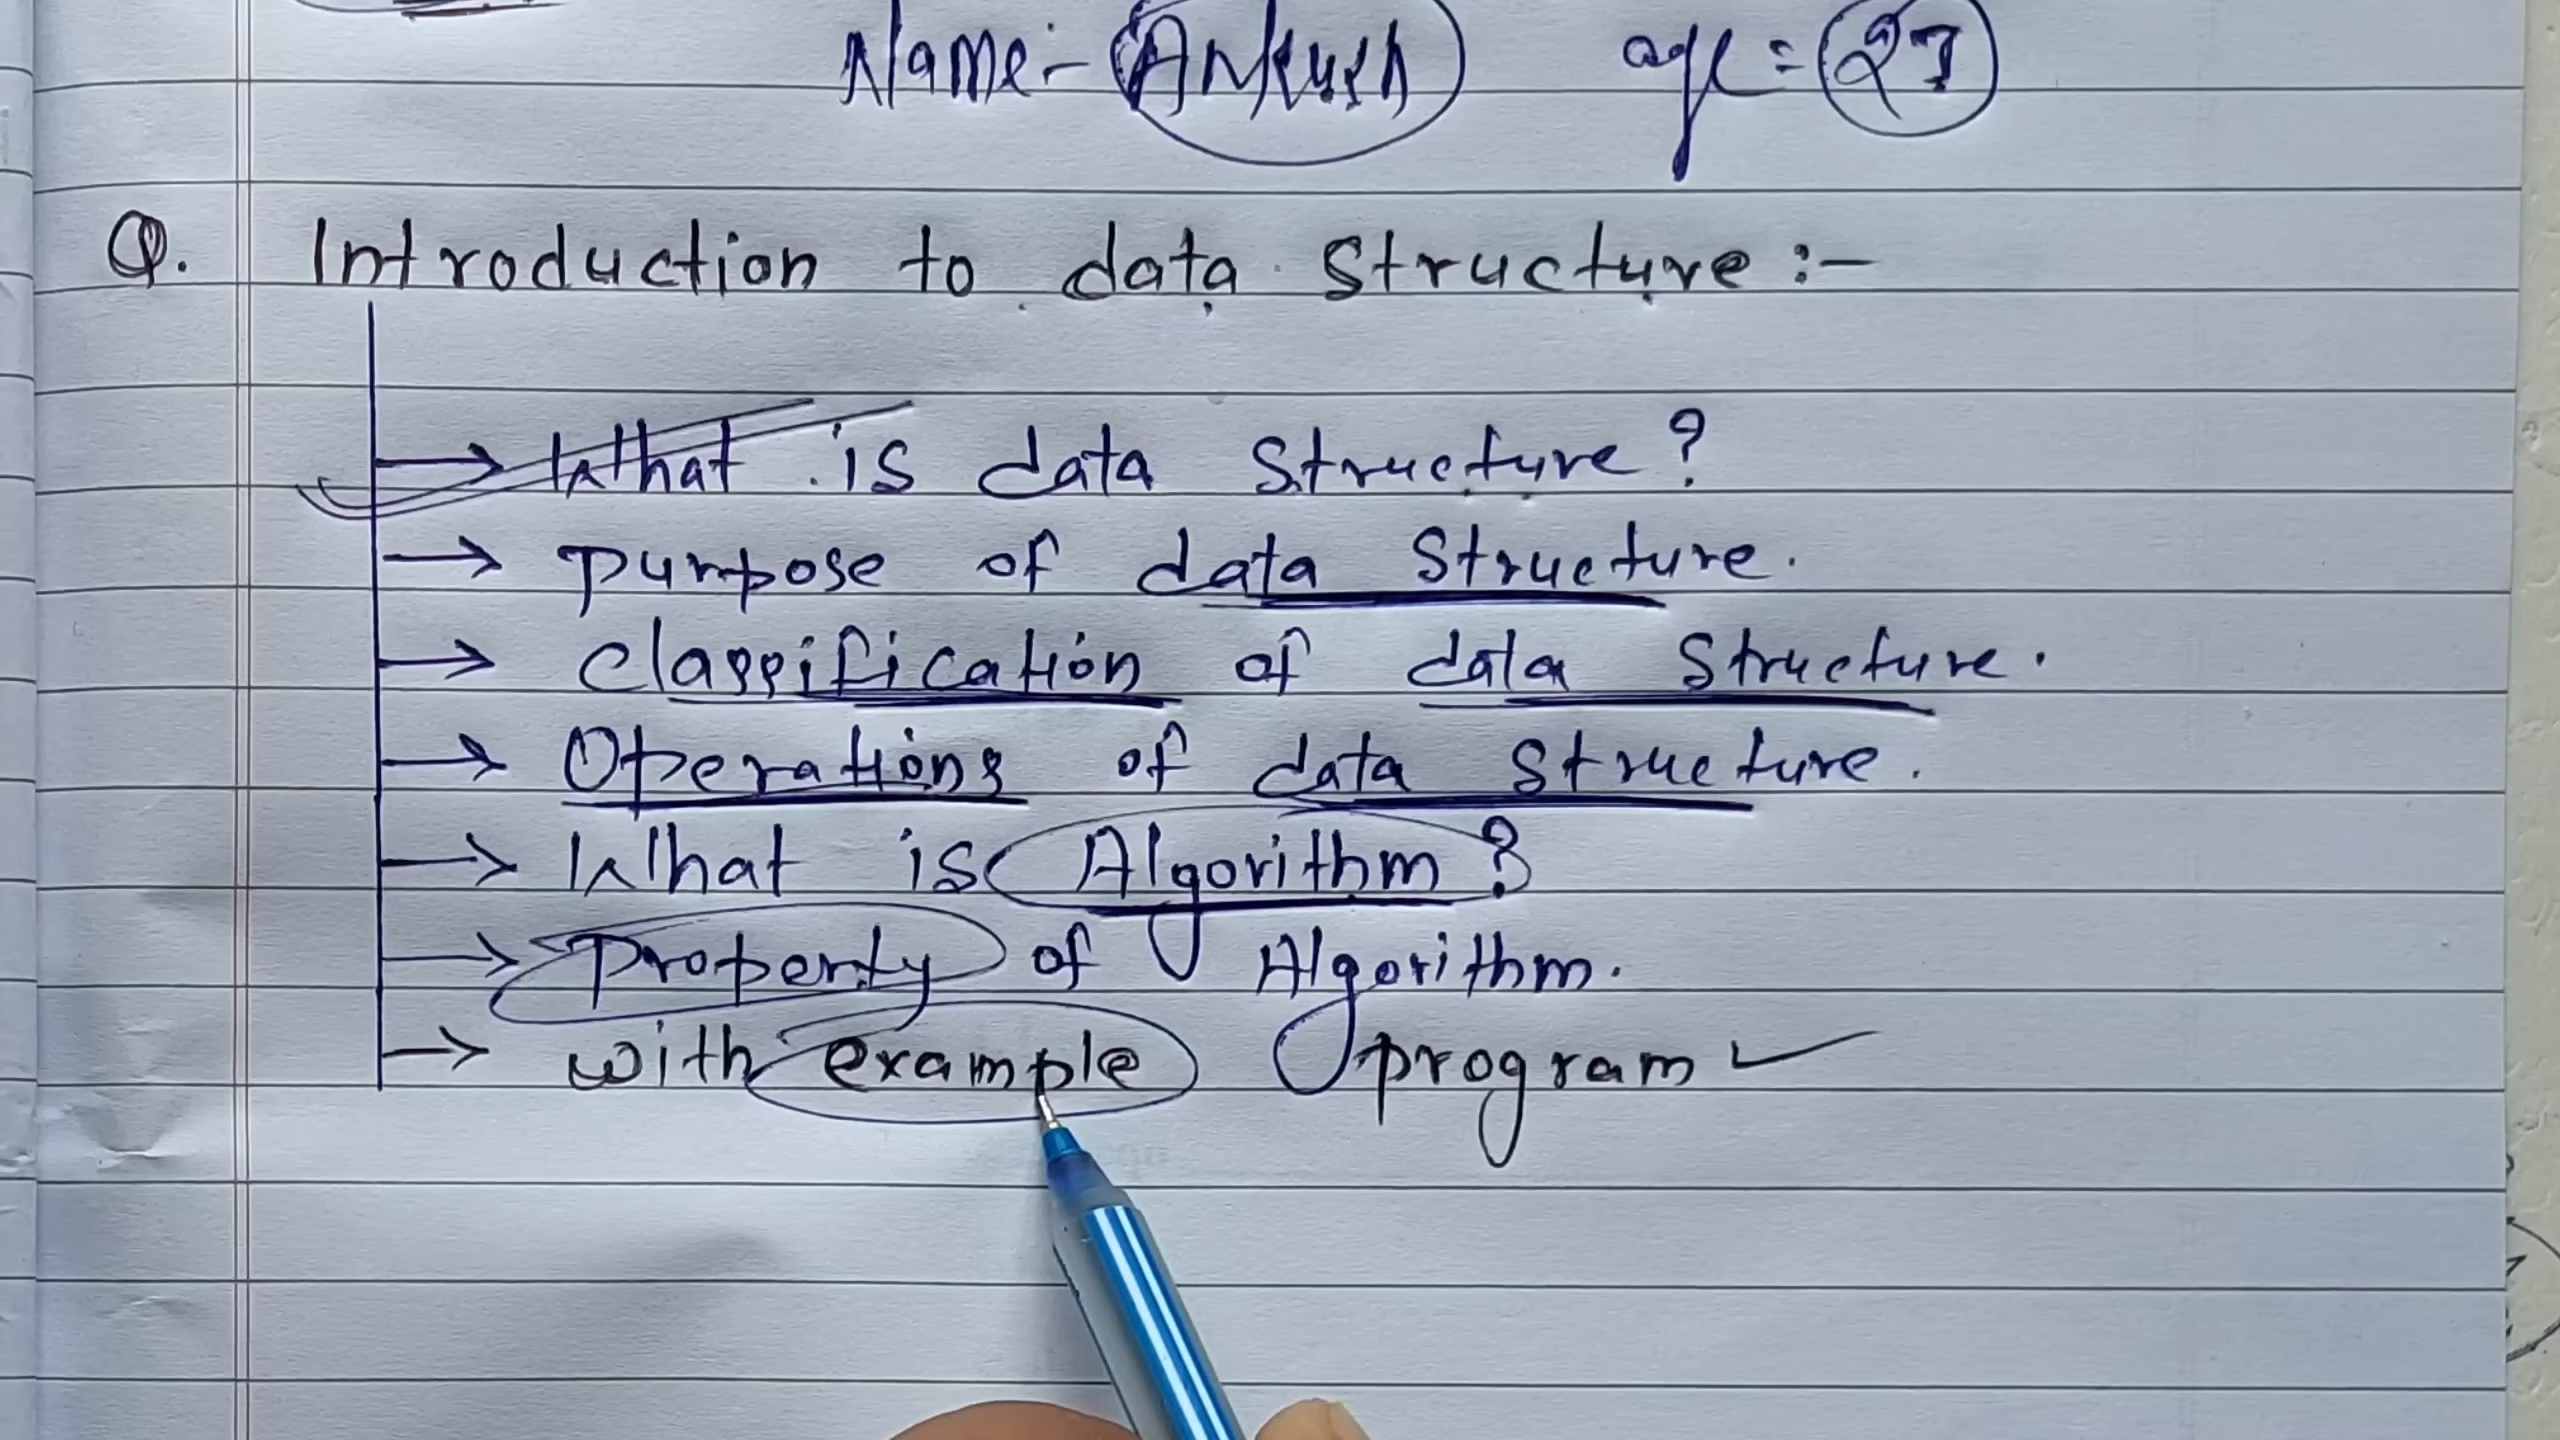 Name:- Ankush age = 27
Q. Introduction to data Structure :-
→ What is data Structure?
→ purpose of data Structure.
→ Classification of data Structure.
→ Operations of data Structure.
→ What is Algorithm?
→ Property of Algorithm.
→ with example program ✓